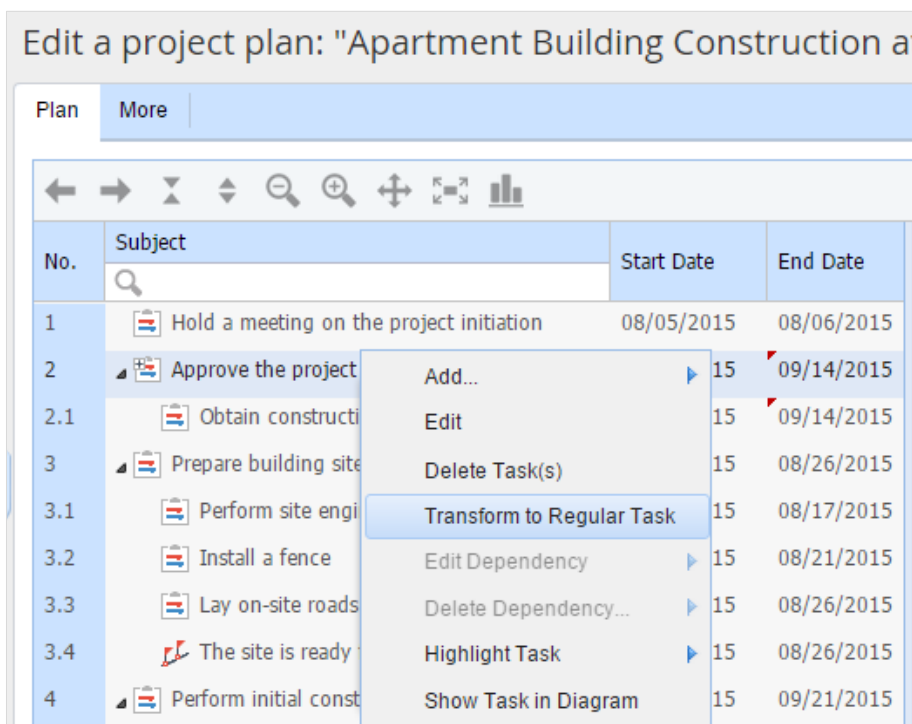 Edit a project plan: "Apartment Building Construction a
Plan More
No. Subject Start Date End Date
1 Hold a meeting on the project initiation 08/05/2015 08/06/2015
2 Approve the project 15 09/14/2015
2.1 Obtain constructi 15 09/14/2015
3 Prepare building site 15 08/26/2015
3.1 Perform site engi 15 08/17/2015
3.2 Install a fence 15 08/21/2015
3.3 Lay on-site roads 15 08/26/2015
3.4 The site is ready 15 08/26/2015
4 Perform initial const 15 09/21/2015
Add...
Edit
Delete Task(s)
Transform to Regular Task
Edit Dependency
Delete Dependency...
Highlight Task
Show Task in Diagram